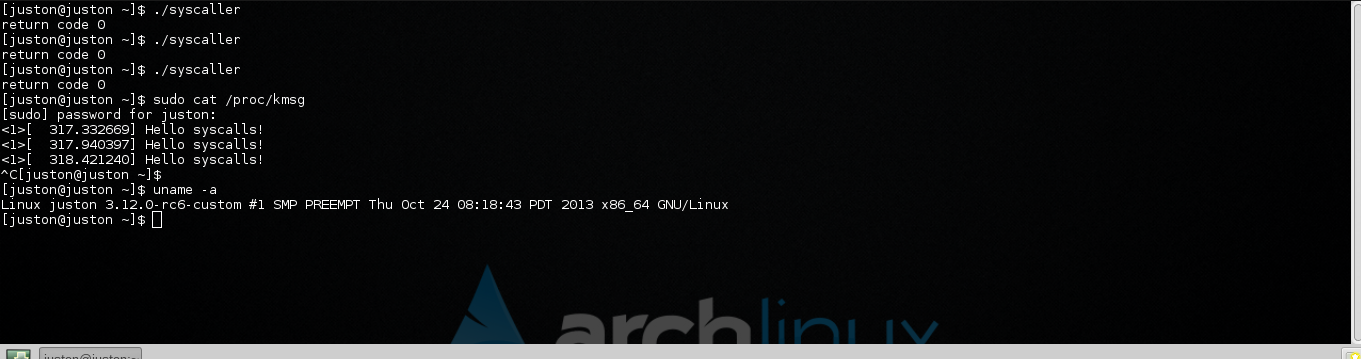 [juston@juston ~]$ ./syscaller
return code 0
[juston@juston ~]$ ./syscaller
return code 0
[juston@juston ~]$ ./syscaller
return code 0
[juston@juston ~]$ sudo cat /proc/kmsg
[sudo] password for juston:
<1>[  317.332669] Hello syscalls!
<1>[  317.940397] Hello syscalls!
<1>[  318.421240] Hello syscalls!
^C[juston@juston ~]$
[juston@juston ~]$ uname -a
Linux juston 3.12.0-rc6-custom #1 SMP PREEMPT Thu Oct 24 08:18:43 PDT 2013 x86_64 GNU/Linux
[juston@juston ~]$
archlinux
juston@juston:~